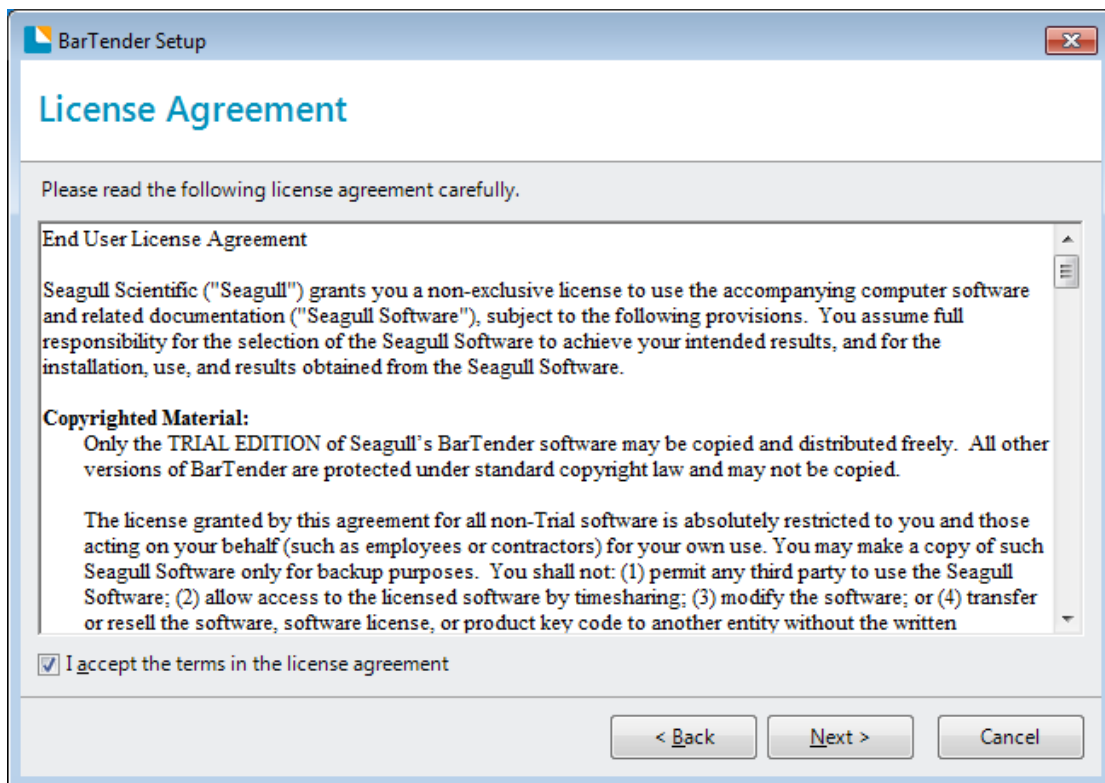 BarTender Setup
License Agreement
Please read the following license agreement carefully.
End User License Agreement
Seagull Scientific ("Seagull") grants you a non-exclusive license to use the accompanying computer software
and related documentation ("Seagull Software"), subject to the following provisions.  You assume full
responsibility for the selection of the Seagull Software to achieve your intended results, and for the
installation, use, and results obtained from the Seagull Software.
Copyrighted Material:
Only the TRIAL EDITION of Seagull's BarTender software may be copied and distributed freely.  All other
versions of BarTender are protected under standard copyright law and may not be copied.
The license granted by this agreement for all non-Trial software is absolutely restricted to you and those
acting on your behalf (such as employees or contractors) for your own use. You may make a copy of such
Seagull Software only for backup purposes.  You shall not: (1) permit any third party to use the Seagull
Software; (2) allow access to the licensed software by timesharing; (3) modify the software; or (4) transfer
or resell the software, software license, or product key code to another entity without the written
I accept the terms in the license agreement
< Back
Next >
Cancel